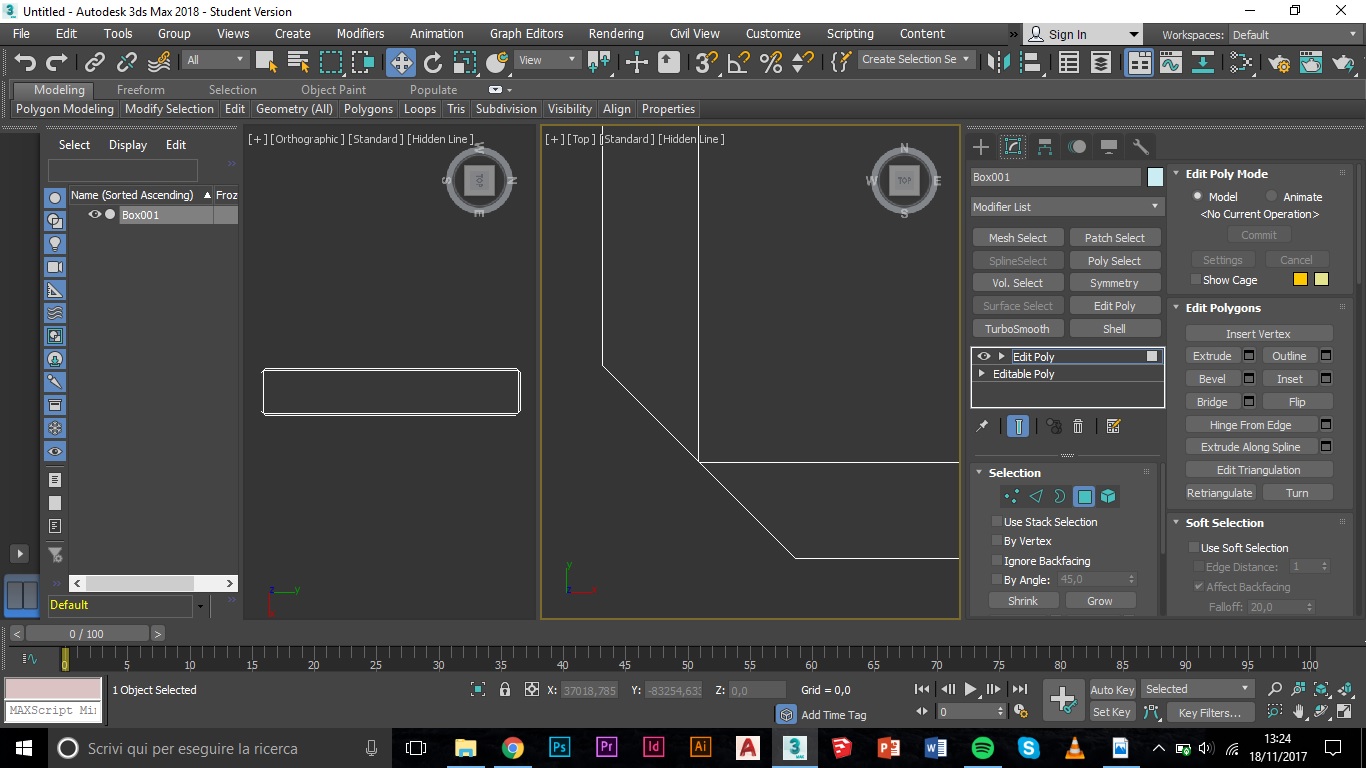 Untitled - Autodesk 3ds Max 2018 - Student Version
File Edit Tools Group Views Create Modifiers Animation Graph Editors Rendering Civil View Customize Scripting Content » Sign In Workspaces: Default
All View Create Selection Se
Modeling Freeform Selection Object Paint Populate
Polygon Modeling Modify Selection Edit Geometry (All) Polygons Loops Tris Subdivision Visibility Align Properties
Select Display Edit
Name (Sorted Ascending) Froz
Box001
Default
[+] [Orthographic] [Standard] [Hidden Line]
W
S TOP N
E
y
[+] [Top] [Standard] [Hidden Line]
N
W TOP E
S
y
Box001
Modifier List
Mesh Select Patch Select
SplineSelect Poly Select
Vol. Select Symmetry
Surface Select Edit Poly
TurboSmooth Shell
Edit Poly
Editable Poly
Selection
Use Stack Selection
By Vertex
Ignore Backfacing
By Angle: 45,0
Shrink Grow
Edit Poly Mode
Model Animate
<No Current Operation>
Commit
Settings Cancel
Show Cage
Edit Polygons
Insert Vertex
Extrude Outline
Bevel Inset
Bridge Flip
Hinge From Edge
Extrude Along Spline
Edit Triangulation
Retriangulate Turn
Soft Selection
Use Soft Selection
Edge Distance: 1
Affect Backfacing
Falloff: 20,0
< 0 / 100 >
0 5 10 15 20 25 30 35 40 45 50 55 60 65 70 75 80 85 90 95 100
1 Object Selected X: 37018,785 Y: -83254,633 Z: 0,0 Grid = 0,0 Auto Key Selected
MAXScript Mi Add Time Tag 0 Set Key Key Filters...
Scrivi qui per eseguire la ricerca
Ps Pr Id Ai A 3 MAX P W S
13:24
18/11/2017